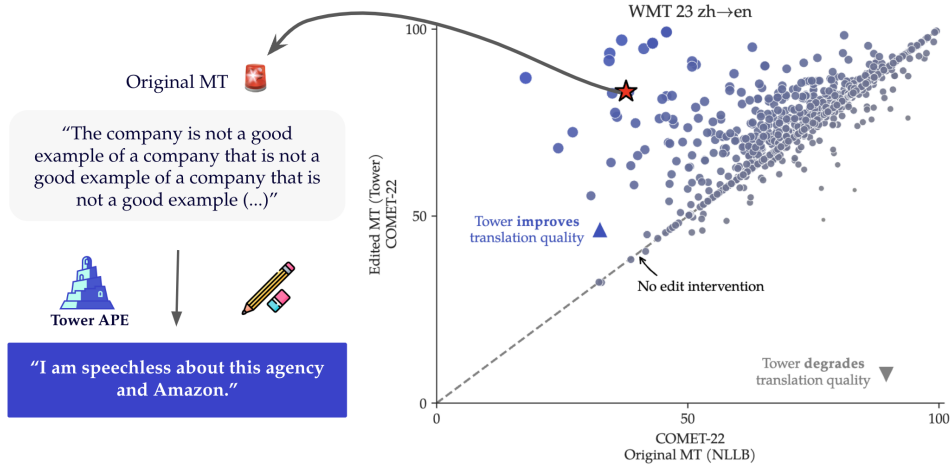 Original MT
“The company is not a good
example of a company that is not a
good example of a company that is
not a good example (...)”
Tower APE
“I am speechless about this agency
and Amazon.”
WMT 23 zh→en
100
50
0
Edited MT (Tower)
COMET-22
Tower improves
translation quality
No edit intervention
Tower degrades
translation quality
0
50
100
COMET-22
Original MT (NLLB)